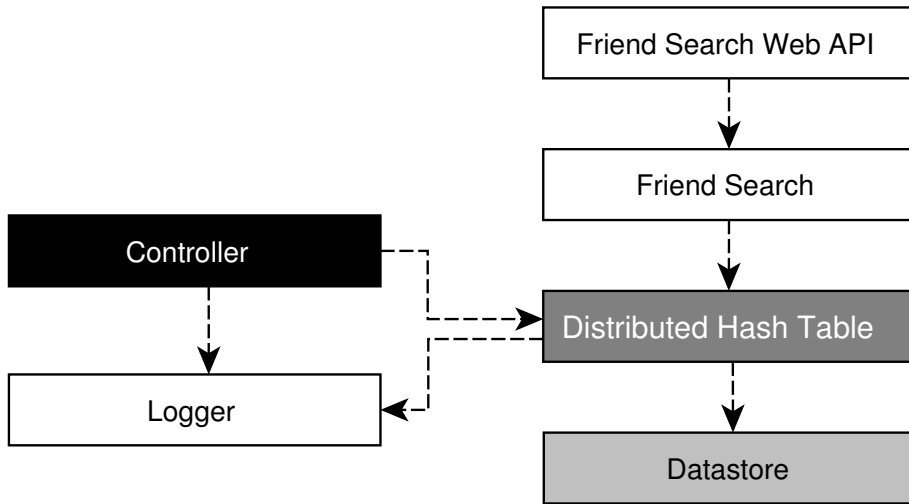 Friend Search Web API
Friend Search
Controller
Distributed Hash Table
Logger
Datastore